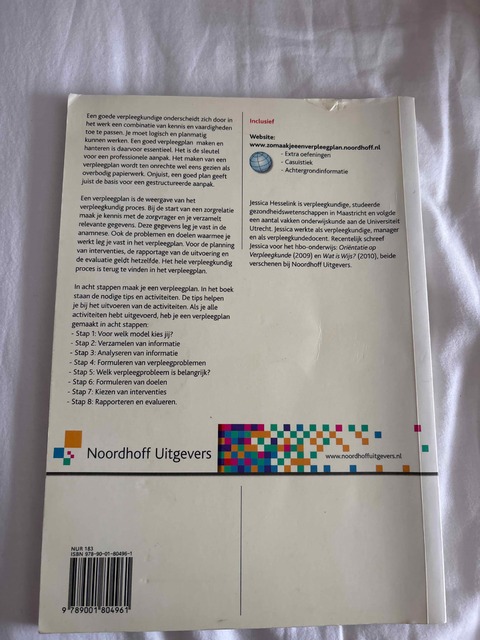 Een goede verpleegkundige onderscheidt zich door in
het werk een combinatie van kennis en vaardigheden
toe te passen. Je moet logisch en planmatig
kunnen werken. Een goed verpleegplan maken en
hanteren is daarvoor essentieel. Het is de sleutel
voor een professionele aanpak. Het maken van een
verpleegplan wordt ten onrechte wel eens gezien als
overbodig papierwerk. Onjuist, een goed plan geeft
juist de basis voor een gestructureerde aanpak.
Een verpleegplan is de weergave van het
verpleegkundig proces. Bij de start van een zorgrelatie
maak je kennis met de zorgvrager en je verzamelt
relevante gegevens. Deze gegevens leg je vast in de
anamnese. Ook de problemen en doelen waarmee je
werkt leg je vast in het verpleegplan. Voor de planning
van interventies, de rapportage van de uitvoering en
de evaluatie geldt hetzelfde. Het hele verpleegkundig
proces is terug te vinden in het verpleegplan.
In acht stappen maak je een verpleegplan. In het boek
staan de nodige tips en activiteiten. De tips helpen
je bij het uitvoeren van de activiteiten. Als je alle
activiteiten hebt uitgevoerd, heb je een verpleegplan
gemaakt in acht stappen:
- Stap 1: Voor welk model kies jij?
- Stap 2: Verzamelen van informatie
- Stap 3: Analyseren van informatie
- Stap 4: Formuleren van verpleegproblemen
- Stap 5: Welk verpleegprobleem is belangrijk?
- Stap 6: Formuleren van doelen
- Stap 7: Kiezen van interventies
- Stap 8: Rapporteren en evalueren.
Inclusief
Website:
www.zomaakjeeenverpleegplan.noordhoff.nl
- Extra oefeningen
- Casuïstiek
- Achtergrondinformatie
Jessica Hesselink is verpleegkundige, studeerde
gezondheidswetenschappen in Maastricht en volgde
een aantal vakken onderwijskunde aan de Universiteit
Utrecht. Jessica werkte als verpleegkundige, manager
en als verpleegkundedocent. Recentelijk schreef
Jessica voor het hbo-onderwijs: Oriëntatie op
Verpleegkunde (2009) en Wat is Wijs? (2010), beide
verschenen bij Noordhoff Uitgevers.
Noordhoff Uitgevers
www.noordhoffuitgevers.nl
NUR 183
ISBN 978-90-01-80496-1
9 789001 804961